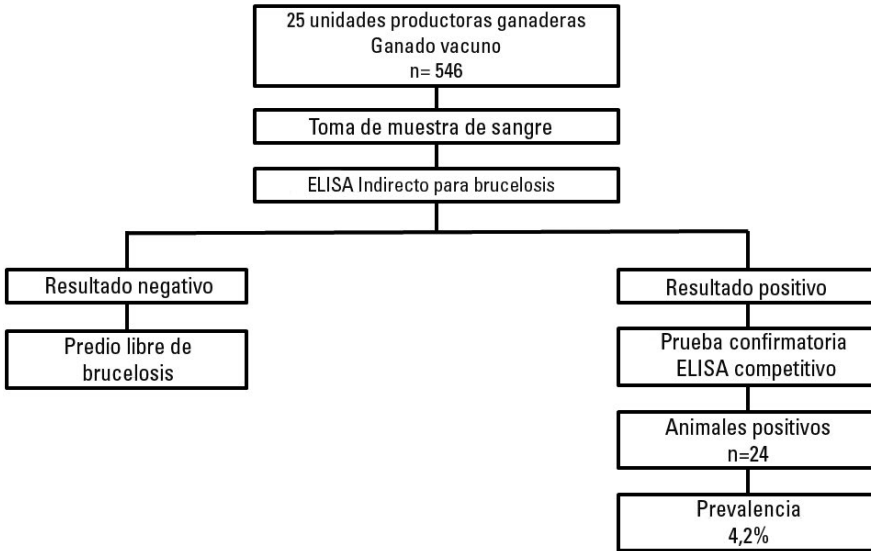 25 unidades productoras ganaderas
Ganado vacuno
n= 546
Toma de muestra de sangre
ELISA Indirecto para brucelosis
Resultado negativo
Predio libre de
brucelosis
Resultado positivo
Prueba confirmatoria
ELISA competitivo
Animales positivos
n=24
Prevalencia
4,2%